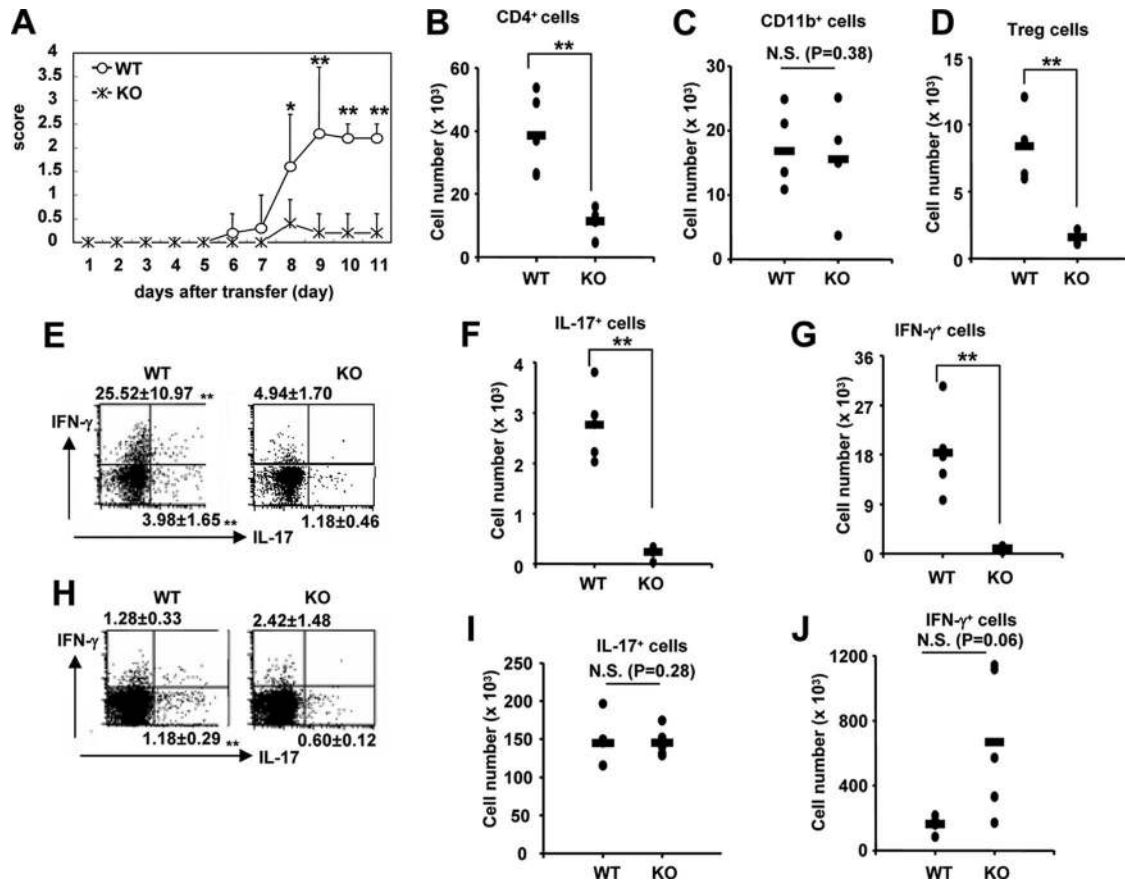 A
score
4
3.5
3
2.5
2
1.5
1
0.5
0
WT
KO
*
**
**
**
1 2 3 4 5 6 7 8 9 10 11
days after transfer (day)
B
CD4+ cells
**
Cell number (x 10³)
60
40
20
0
WT KO
C
CD11b+ cells
N.S. (P=0.38)
Cell number (x 10³)
30
20
10
0
WT KO
D
Treg cells
**
Cell number (x 10³)
15
10
5
0
WT KO
E
WT KO
25.52±10.97 ** 4.94±1.70
IFN-γ
3.98±1.65 ** 1.18±0.46
IL-17
F
IL-17+ cells
**
Cell number (x 10³)
4
3
2
1
0
WT KO
G
IFN-γ+ cells
**
Cell number (x 10³)
36
27
18
9
0
WT KO
H
WT KO
1.28±0.33 2.42±1.48
IFN-γ
1.18±0.29 ** 0.60±0.12
IL-17
I
IL-17+ cells
N.S. (P=0.28)
Cell number (x 10³)
250
200
150
100
50
0
WT KO
J
IFN-γ+ cells
N.S. (P=0.06)
Cell number (x 10³)
1200
800
400
0
WT KO